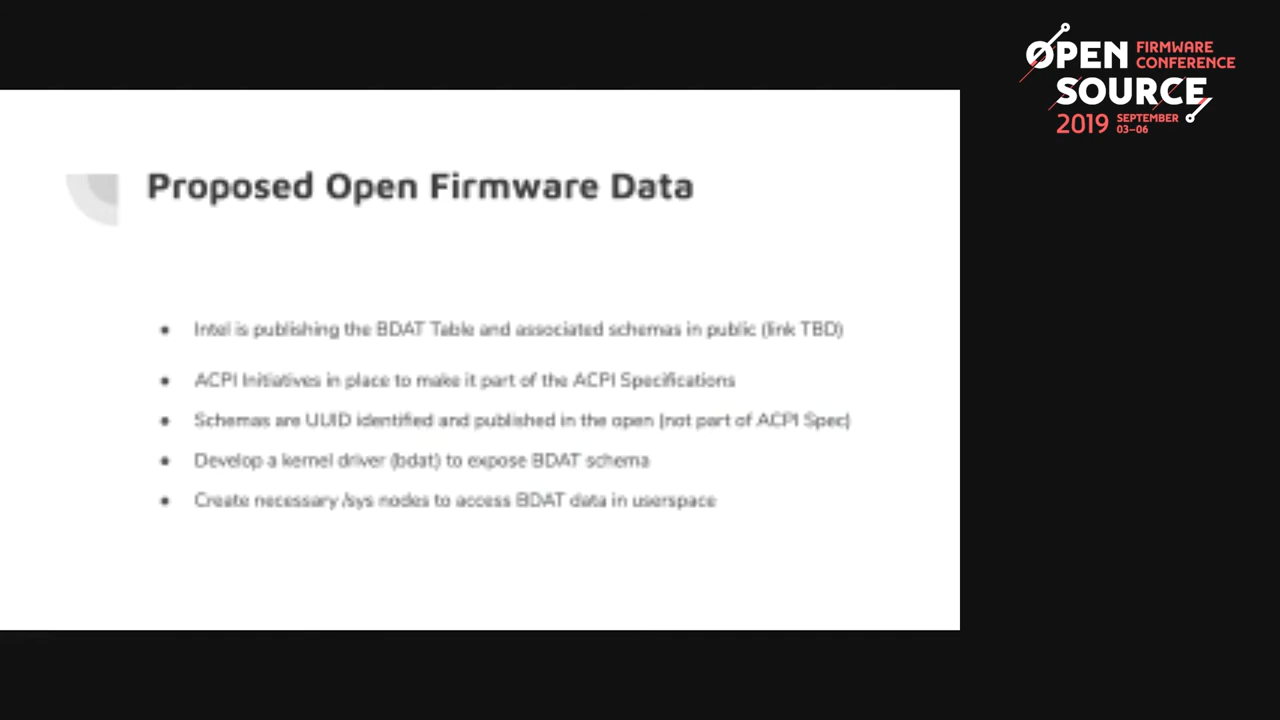 OPEN FIRMWARE CONFERENCE
SOURCE
2019 SEPTEMBER 03–06
Proposed Open Firmware Data
● Intel is publishing the BDAT Table and associated schemas in public (link TBD)
● ACPI Initiatives in place to make it part of the ACPI Specifications
● Schemas are UUID identified and published in the open (not part of ACPI Spec)
● Develop a kernel driver (bdat) to expose BDAT schema
● Create necessary /sys nodes to access BDAT data in userspace